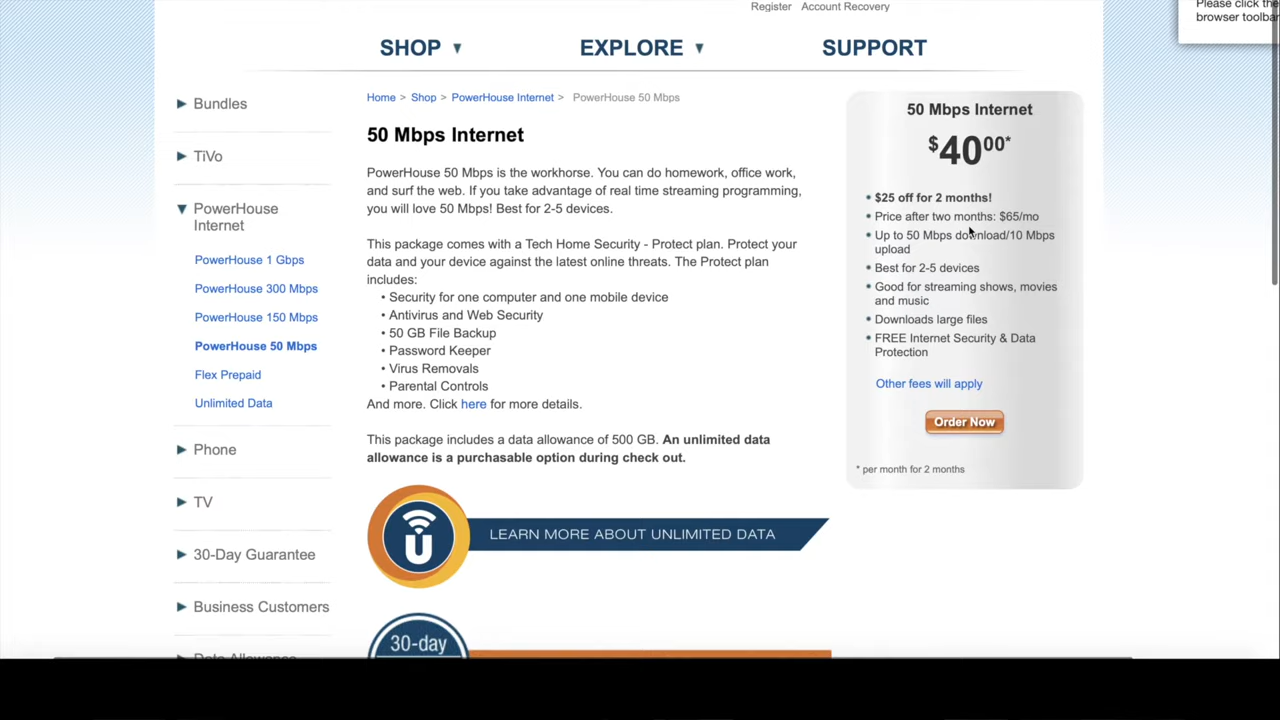 Register Account Recovery
Please click the
browser toolba
SHOP ▼ EXPLORE ▼ SUPPORT
▶ Bundles
▶ TiVo
▼ PowerHouse
Internet
PowerHouse 1 Gbps
PowerHouse 300 Mbps
PowerHouse 150 Mbps
PowerHouse 50 Mbps
Flex Prepaid
Unlimited Data
▶ Phone
▶ TV
▶ 30-Day Guarantee
▶ Business Customers
Home > Shop > PowerHouse Internet > PowerHouse 50 Mbps
50 Mbps Internet
PowerHouse 50 Mbps is the workhorse. You can do homework, office work,
and surf the web. If you take advantage of real time streaming programming,
you will love 50 Mbps! Best for 2-5 devices.
This package comes with a Tech Home Security - Protect plan. Protect your
data and your device against the latest online threats. The Protect plan
includes:
• Security for one computer and one mobile device
• Antivirus and Web Security
• 50 GB File Backup
• Password Keeper
• Virus Removals
• Parental Controls
And more. Click here for more details.
This package includes a data allowance of 500 GB. An unlimited data
allowance is a purchasable option during check out.
U
LEARN MORE ABOUT UNLIMITED DATA
30-day
50 Mbps Internet
$4000*
• $25 off for 2 months!
• Price after two months: $65/mo
• Up to 50 Mbps download/10 Mbps
upload
• Best for 2-5 devices
• Good for streaming shows, movies
and music
• Downloads large files
• FREE Internet Security & Data
Protection
Other fees will apply
Order Now
* per month for 2 months